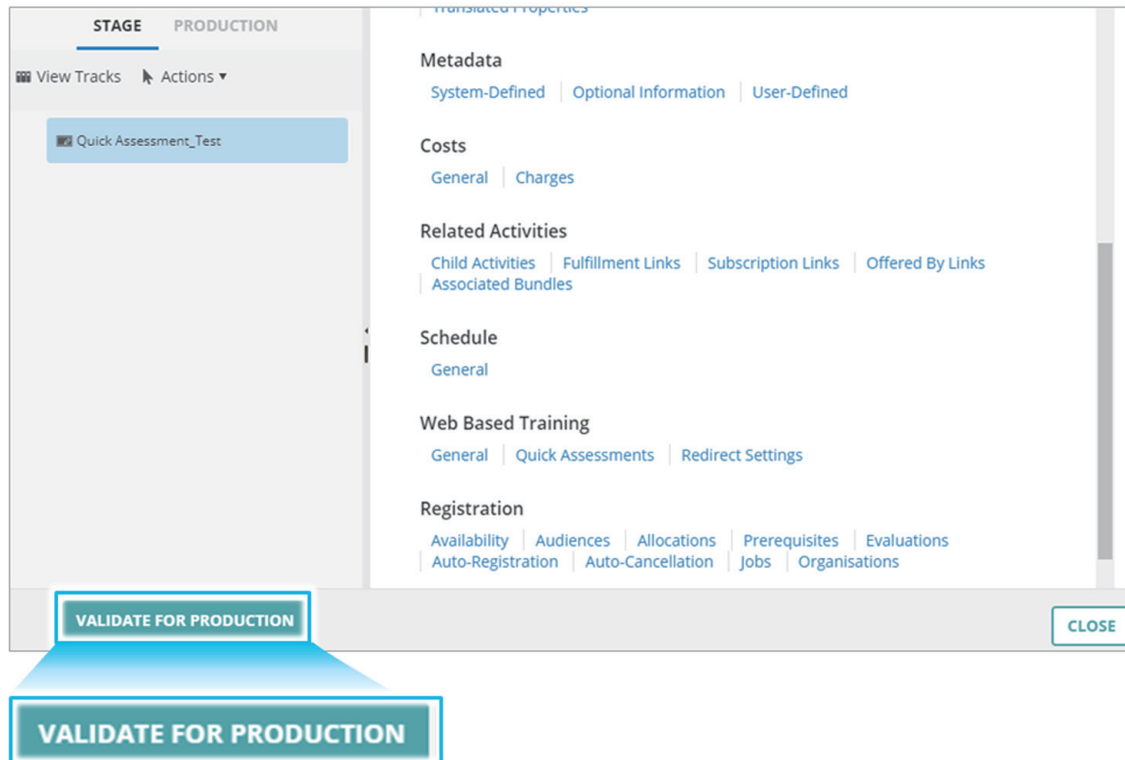 Translated Properties
STAGE PRODUCTION
View Tracks Actions
Quick Assessment_Test
Metadata
System-Defined Optional Information User-Defined
Costs
General Charges
Related Activities
Child Activities Fulfillment Links Subscription Links Offered By Links
Associated Bundles
Schedule
General
Web Based Training
General Quick Assessments Redirect Settings
Registration
Availability Audiences Allocations Prerequisites Evaluations
Auto-Registration Auto-Cancellation Jobs Organisations
VALIDATE FOR PRODUCTION
CLOSE
VALIDATE FOR PRODUCTION